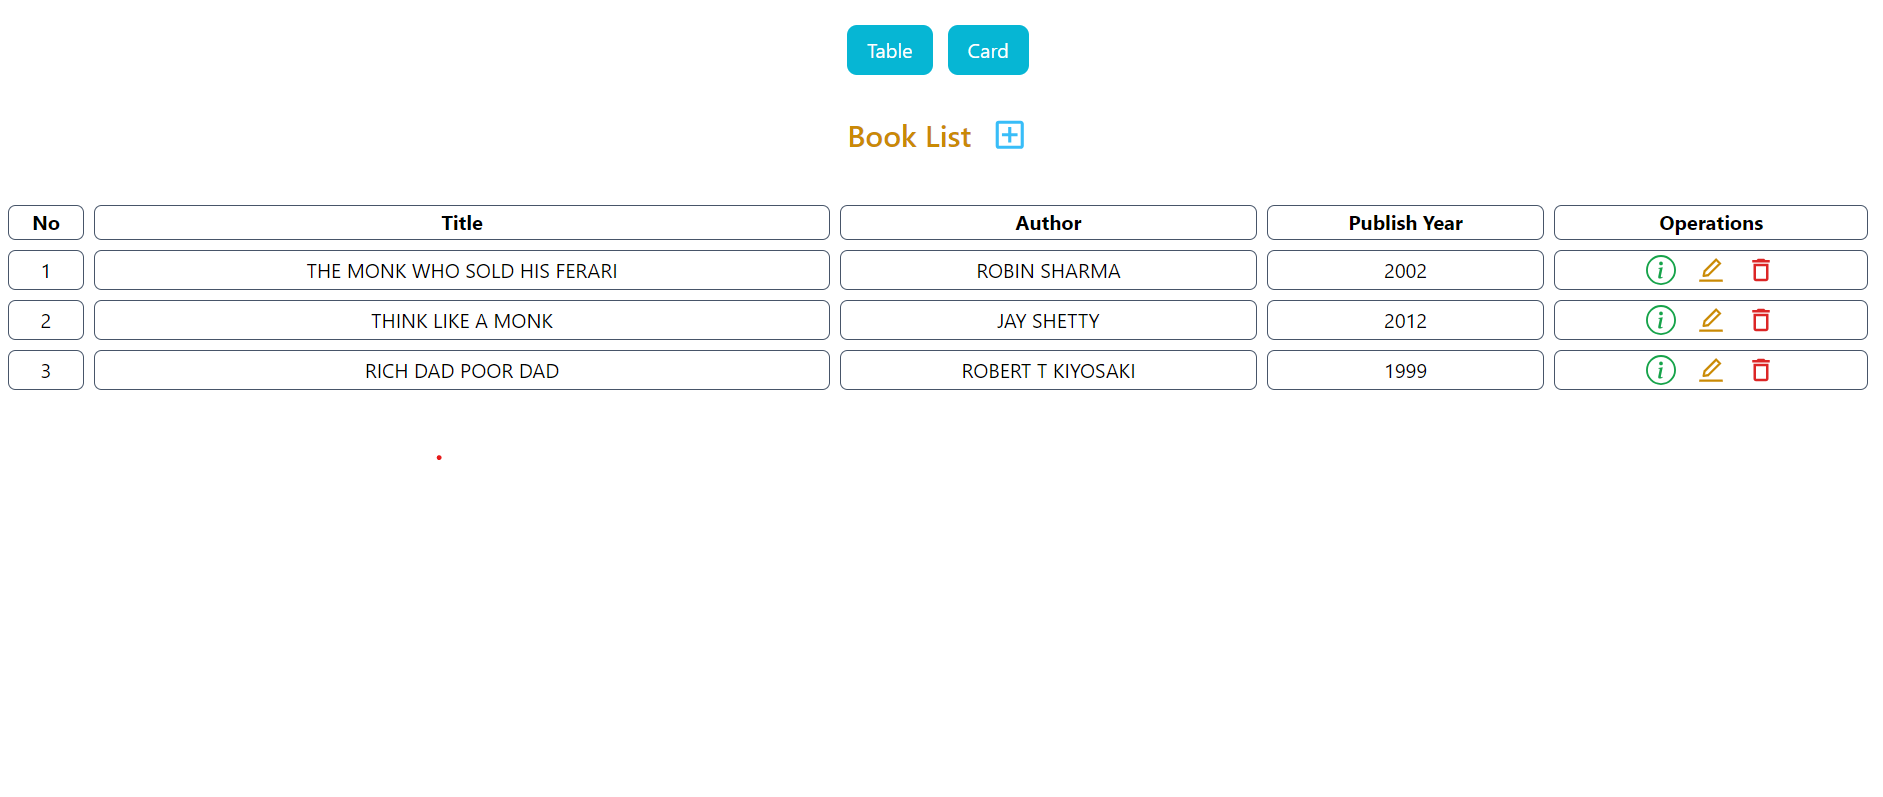 Table Card
Book List
No Title Author Publish Year Operations
1 THE MONK WHO SOLD HIS FERARI ROBIN SHARMA 2002
2 THINK LIKE A MONK JAY SHETTY 2012
3 RICH DAD POOR DAD ROBERT T KIYOSAKI 1999